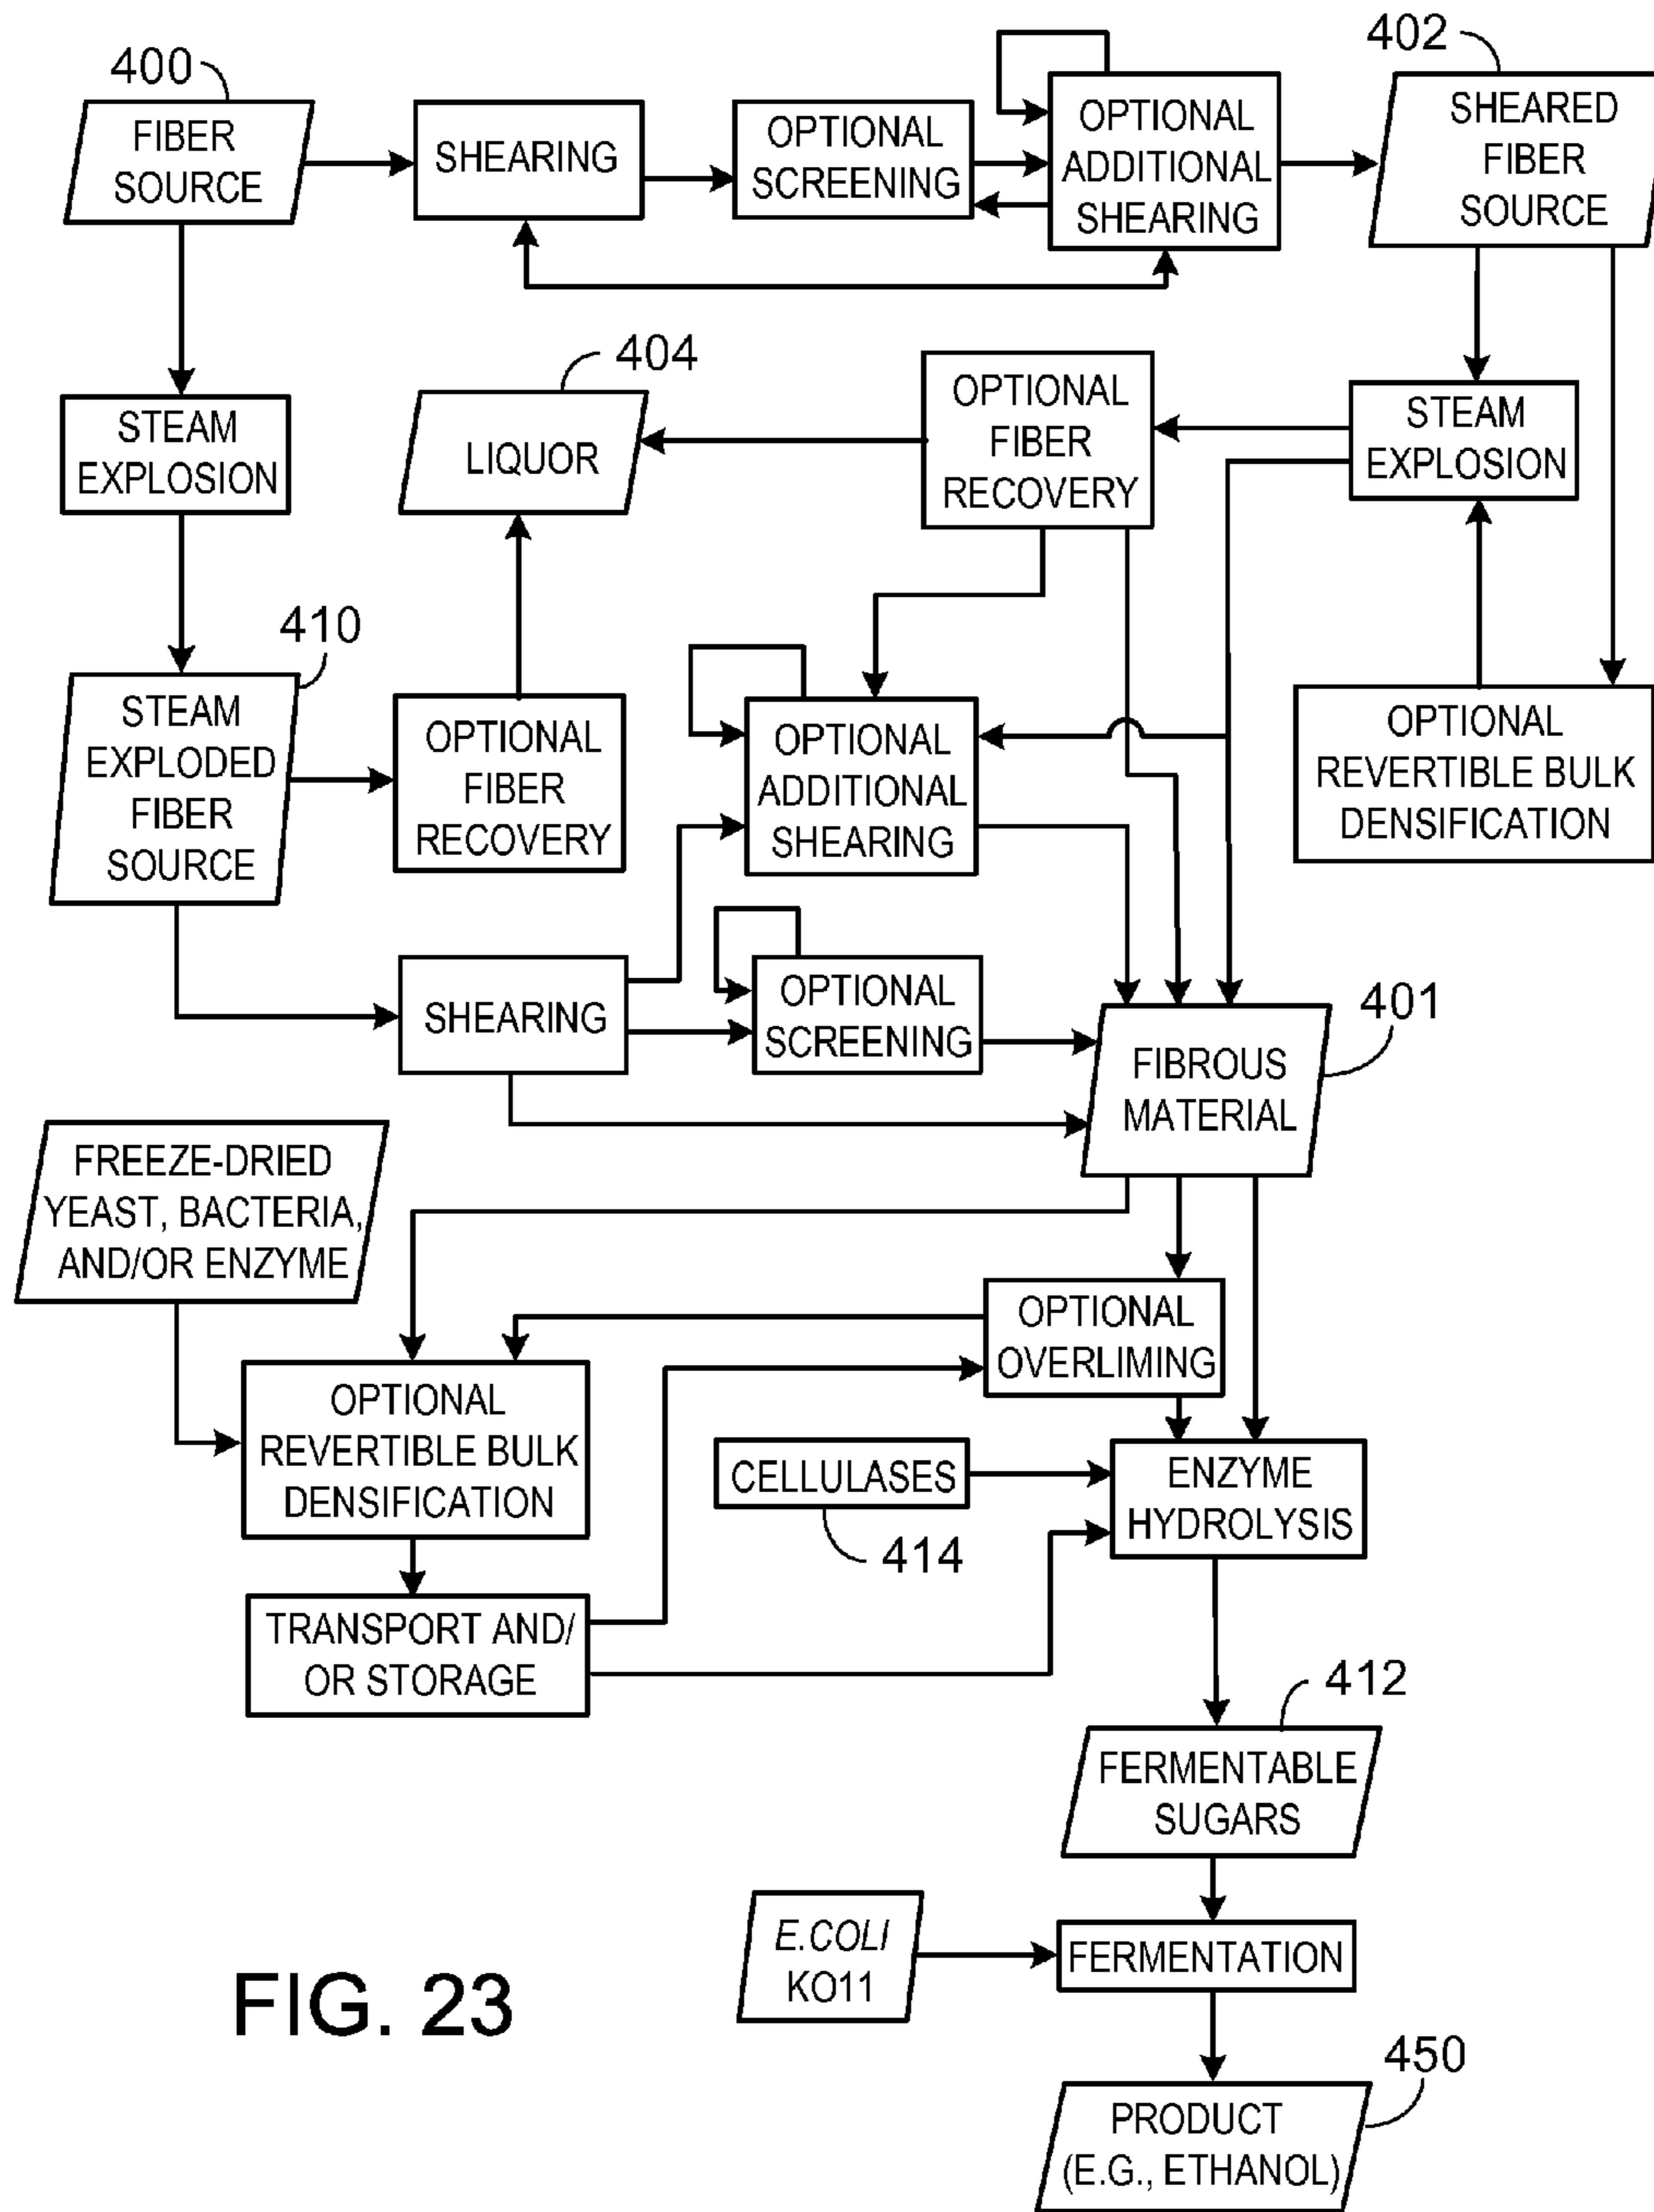 400
402
FIBER
SOURCE
SHEARING
OPTIONAL
SCREENING
OPTIONAL
ADDITIONAL
SHEARING
SHEARED
FIBER
SOURCE
404
STEAM
EXPLOSION
LIQUOR
OPTIONAL
FIBER
RECOVERY
STEAM
EXPLOSION
410
STEAM
EXPLODED
FIBER
SOURCE
OPTIONAL
FIBER
RECOVERY
OPTIONAL
ADDITIONAL
SHEARING
OPTIONAL
REVERTIBLE BULK
DENSIFICATION
SHEARING
OPTIONAL
SCREENING
401
FIBROUS
MATERIAL
FREEZE-DRIED
YEAST, BACTERIA,
AND/OR ENZYME
OPTIONAL
OVERLIMING
OPTIONAL
REVERTIBLE BULK
DENSIFICATION
CELLULASES
414
ENZYME
HYDROLYSIS
TRANSPORT AND/
OR STORAGE
412
FERMENTABLE
SUGARS
E.COLI
KO11
FERMENTATION
FIG. 23
450
PRODUCT
(E.G., ETHANOL)